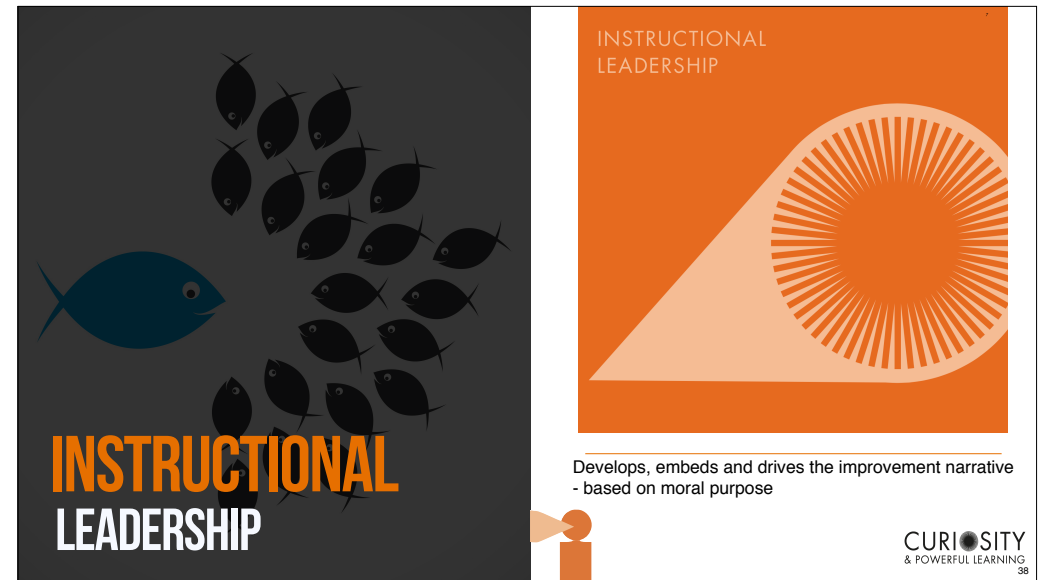 INSTRUCTIONAL
LEADERSHIP
INSTRUCTIONAL
LEADERSHIP
Develops, embeds and drives the improvement narrative
- based on moral purpose
CURIOSITY
& POWERFUL LEARNING
38